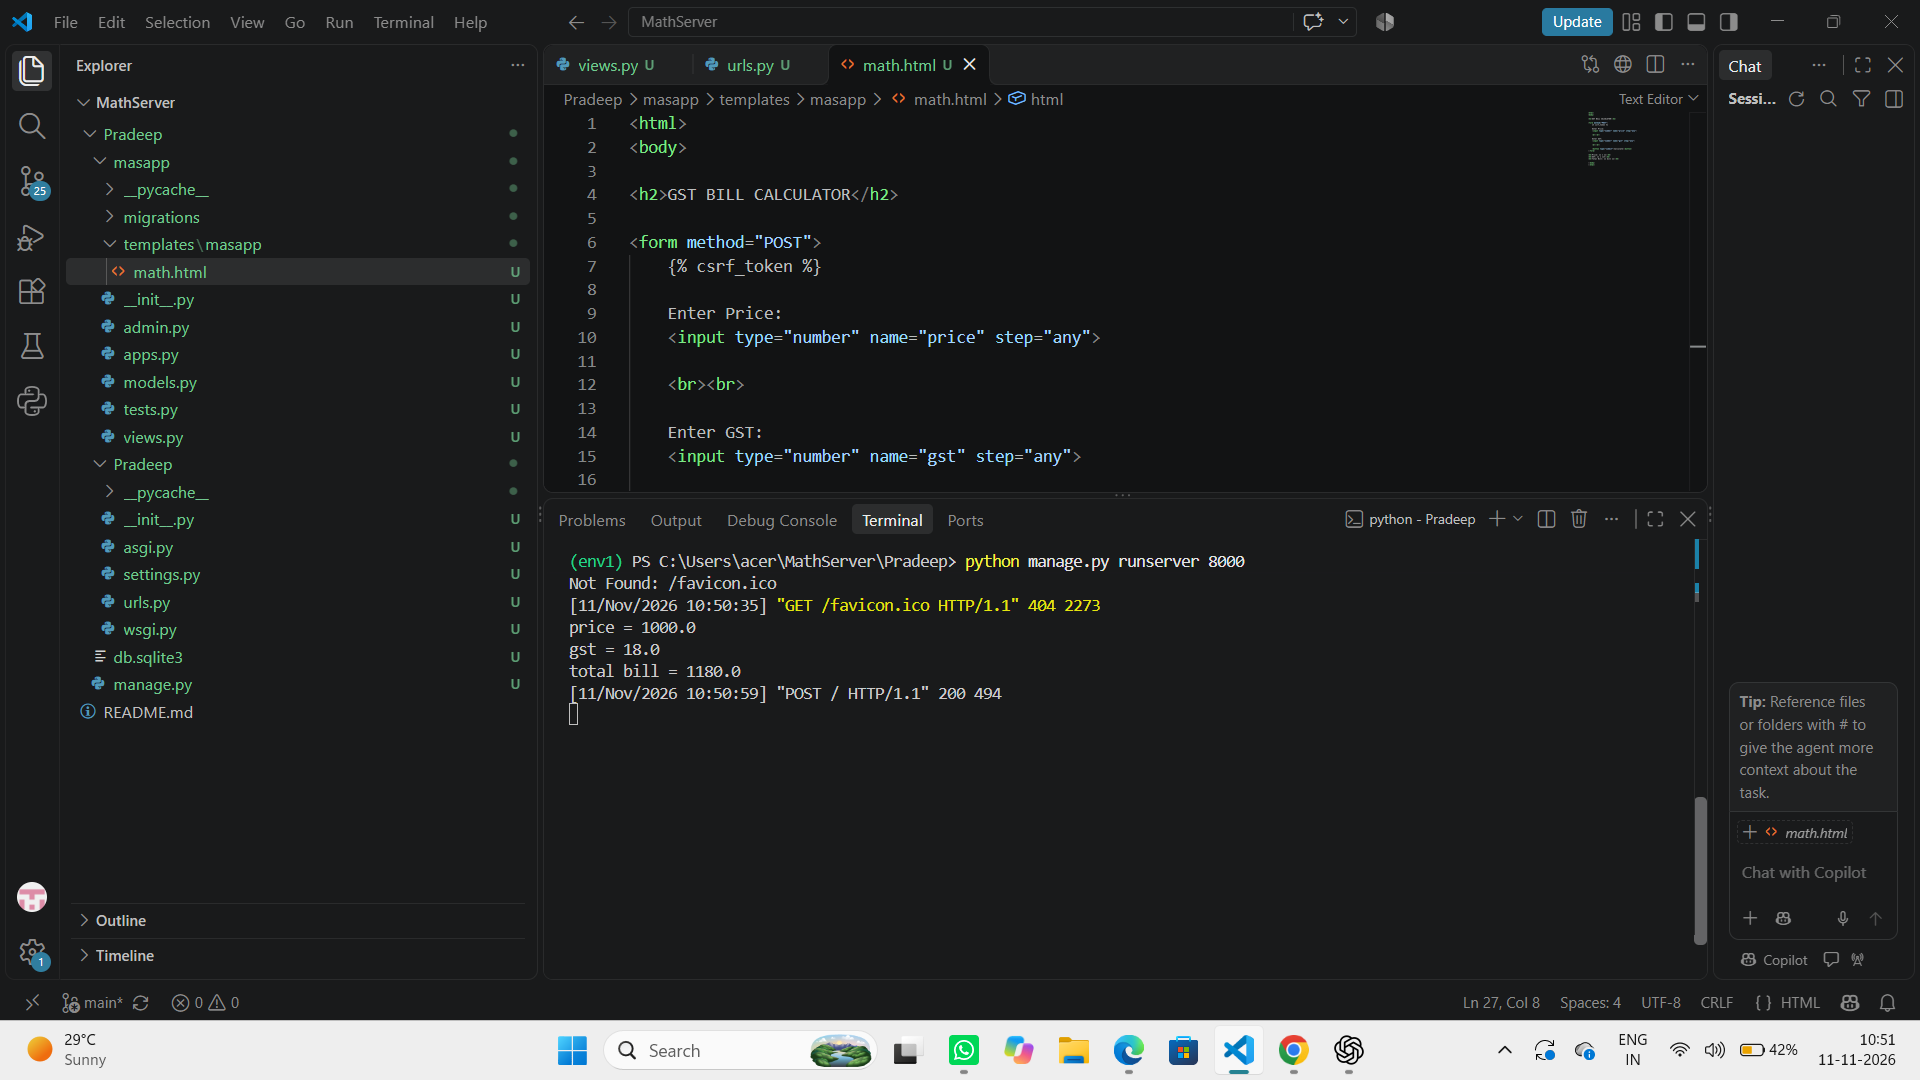 File Edit Selection View Go Run Terminal Help
MathServer
Update
Explorer
MathServer
Pradeep
masapp
__pycache__
migrations
templates\masapp
math.html U
__init__.py U
admin.py U
apps.py U
models.py U
tests.py U
views.py U
Pradeep
__pycache__
__init__.py U
asgi.py U
settings.py U
urls.py U
wsgi.py U
db.sqlite3 U
manage.py U
README.md
Outline
Timeline
25
1
views.py U urls.py U math.html U
Pradeep > masapp > templates > masapp > math.html > html
Text Editor
1 <html>
2 <body>
3
4 <h2>GST BILL CALCULATOR</h2>
5
6 <form method="POST">
7 {% csrf_token %}
8
9 Enter Price:
10 <input type="number" name="price" step="any">
11
12 <br><br>
13
14 Enter GST:
15 <input type="number" name="gst" step="any">
16
Problems Output Debug Console Terminal Ports
python - Pradeep
(env1) PS C:\Users\acer\MathServer\Pradeep> python manage.py runserver 8000
Not Found: /favicon.ico
[11/Nov/2026 10:50:35] "GET /favicon.ico HTTP/1.1" 404 2273
price = 1000.0
gst = 18.0
total bill = 1180.0
[11/Nov/2026 10:50:59] "POST / HTTP/1.1" 200 494
Chat
Sessi...
Tip: Reference files
or folders with # to
give the agent more
context about the
task.
math.html
Chat with Copilot
Copilot
main* 0 0
Ln 27, Col 8 Spaces: 4 UTF-8 CRLF { } HTML
29°C
Sunny
Search
ENG
IN
42%
10:51
11-11-2026